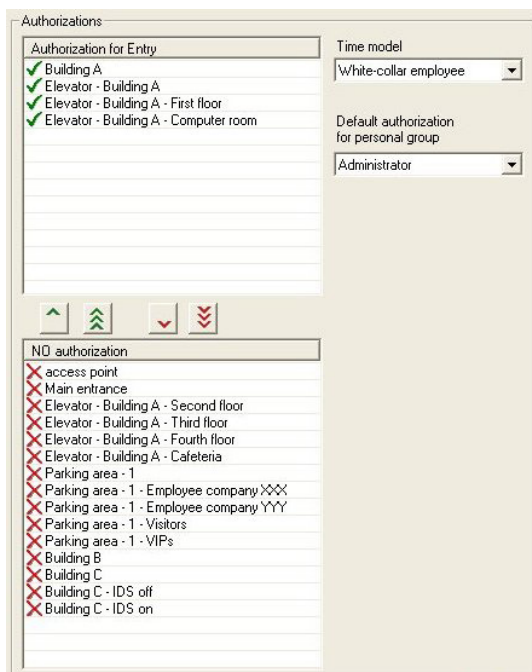 Authorizations
Authorization for Entry
Building A
Elevator - Building A
Elevator - Building A - First floor
Elevator - Building A - Computer room
Time model
White-collar employee
Default authorization
for personal group
Administrator
NO authorization
access point
Main entrance
Elevator - Building A - Second floor
Elevator - Building A - Third floor
Elevator - Building A - Fourth floor
Elevator - Building A - Cafeteria
Parking area - 1
Parking area - 1 - Employee company XXX
Parking area - 1 - Employee company YYY
Parking area - 1 - Visitors
Parking area - 1 - VIPs
Building B
Building C
Building C - IDS off
Building C - IDS on